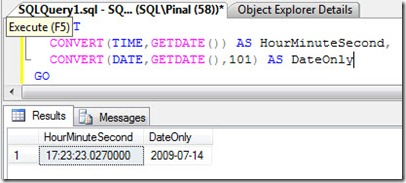 SQLQuery1.sql - SQ... (SQL\Pinal (58))* Object Explorer Details
Execute (F5) T
CONVERT(TIME,GETDATE()) AS HourMinuteSecond,
CONVERT(DATE,GETDATE(),101) AS DateOnly
GO
Results Messages
HourMinuteSecond DateOnly
1 17:23:23.0270000 2009-07-14